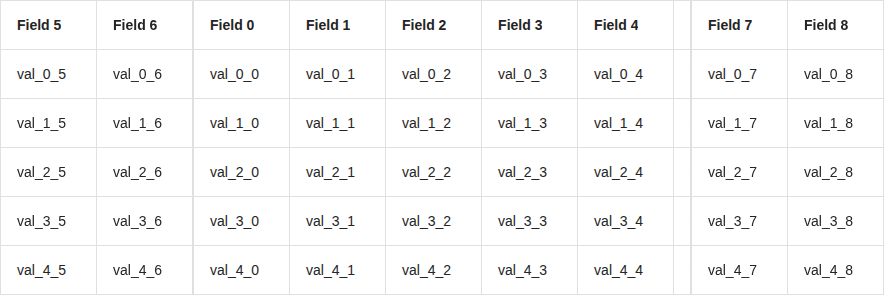 Field 5 Field 6 Field 0 Field 1 Field 2 Field 3 Field 4 Field 7 Field 8
val_0_5 val_0_6 val_0_0 val_0_1 val_0_2 val_0_3 val_0_4 val_0_7 val_0_8
val_1_5 val_1_6 val_1_0 val_1_1 val_1_2 val_1_3 val_1_4 val_1_7 val_1_8
val_2_5 val_2_6 val_2_0 val_2_1 val_2_2 val_2_3 val_2_4 val_2_7 val_2_8
val_3_5 val_3_6 val_3_0 val_3_1 val_3_2 val_3_3 val_3_4 val_3_7 val_3_8
val_4_5 val_4_6 val_4_0 val_4_1 val_4_2 val_4_3 val_4_4 val_4_7 val_4_8